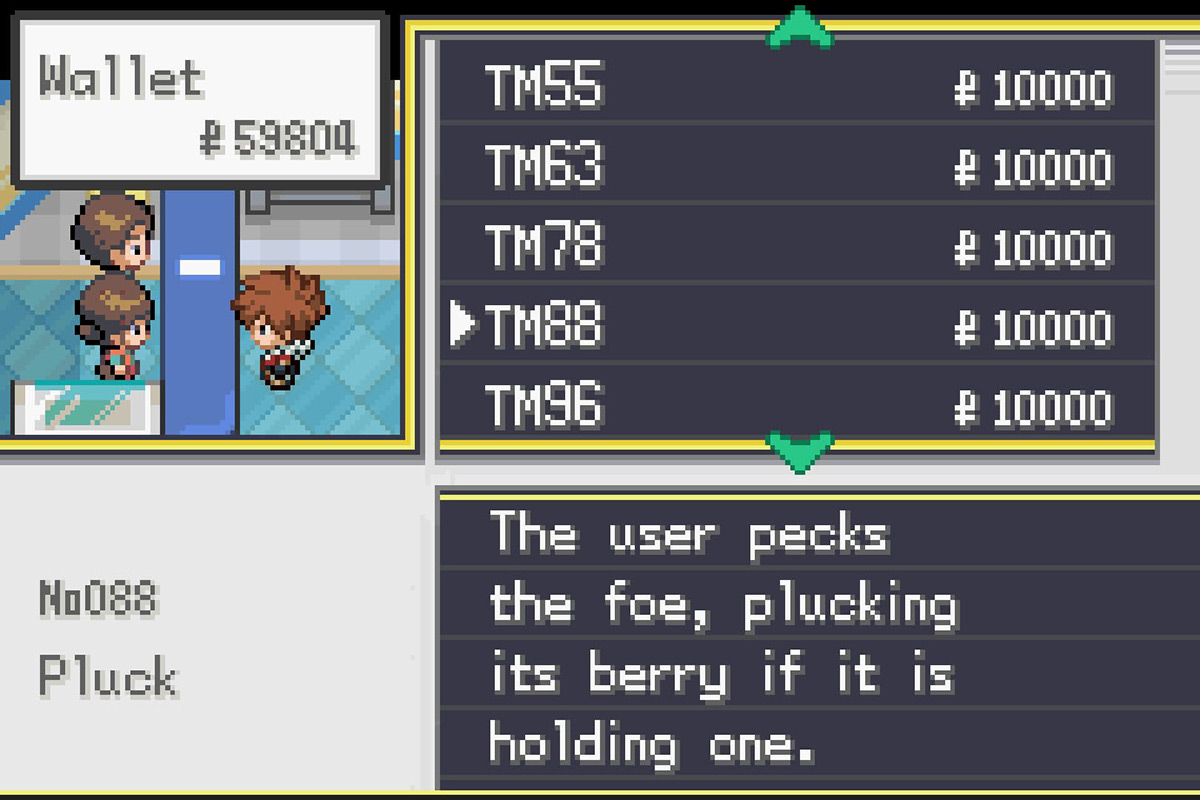 Wallet
₽ 59804
TM55 ₽ 10000
TM63 ₽ 10000
TM78 ₽ 10000
TM88 ₽ 10000
TM96 ₽ 10000
No088
Pluck
The user pecks
the foe, plucking
its berry if it is
holding one.